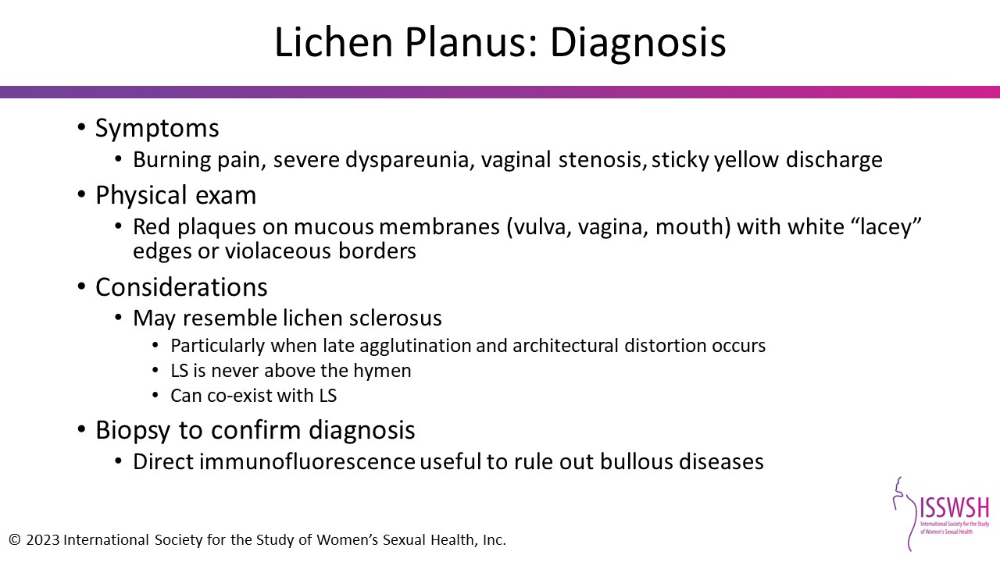 Lichen Planus: Diagnosis
• Symptoms
• Burning pain, severe dyspareunia, vaginal stenosis, sticky yellow discharge
• Physical exam
• Red plaques on mucous membranes (vulva, vagina, mouth) with white “lacey”
edges or violaceous borders
• Considerations
• May resemble lichen sclerosus
• Particularly when late agglutination and architectural distortion occurs
• LS is never above the hymen
• Can co-exist with LS
• Biopsy to confirm diagnosis
• Direct immunofluorescence useful to rule out bullous diseases
ISSWSH
International Society for the Study
of Women's Sexual Health
© 2023 International Society for the Study of Women’s Sexual Health, Inc.